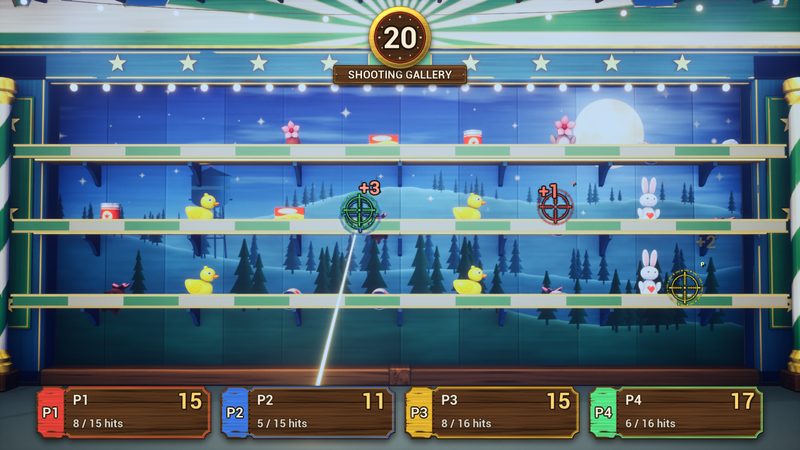 20
SHOOTING GALLERY
+3
+1
+2
P1 P1 15
8 / 15 hits
P2 P2 11
5 / 15 hits
P3 P3 15
8 / 16 hits
P4 P4 17
6 / 16 hits